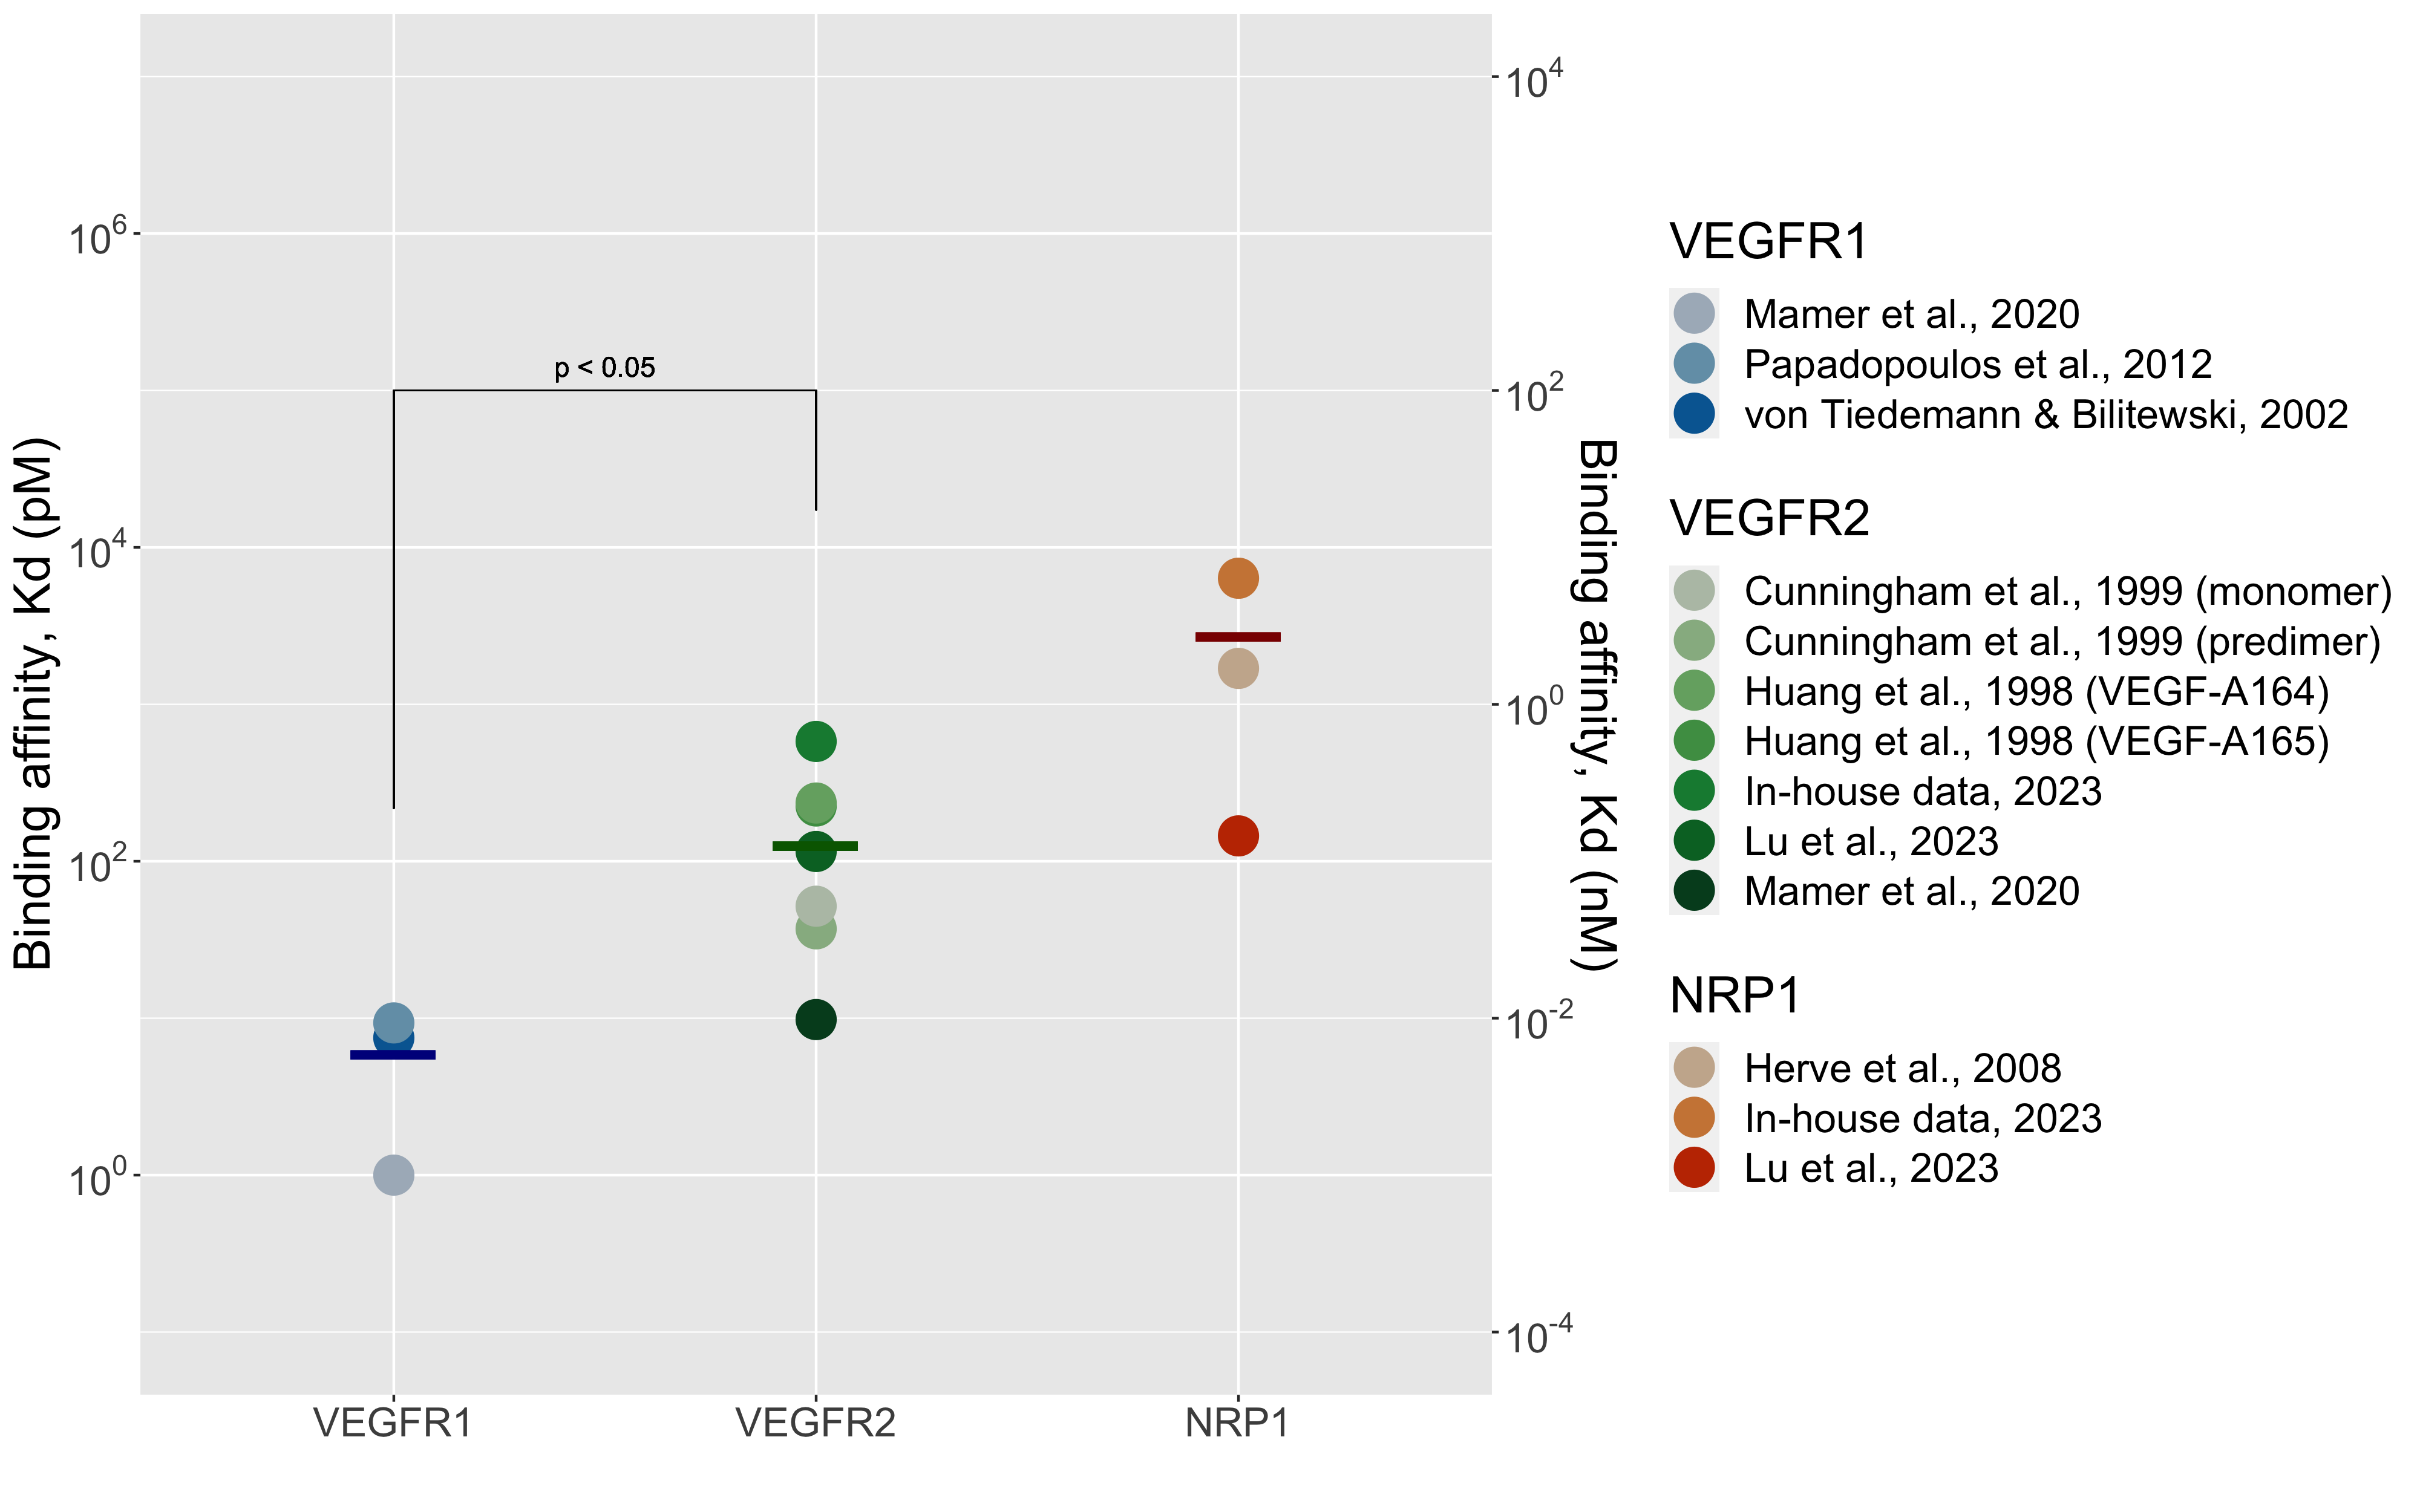 Binding affinity, Kd (pM)
10^6
10^4
10^2
10^0
p < 0.05
VEGFR1
VEGFR2
NRP1
10^4
10^2
10^0
10^-2
10^-4
Binding affinity, Kd (nM)
VEGFR1
Mamer et al., 2020
Papadopoulos et al., 2012
von Tiedemann & Bilitewski, 2002
VEGFR2
Cunningham et al., 1999 (monomer)
Cunningham et al., 1999 (predimer)
Huang et al., 1998 (VEGF-A164)
Huang et al., 1998 (VEGF-A165)
In-house data, 2023
Lu et al., 2023
Mamer et al., 2020
NRP1
Herve et al., 2008
In-house data, 2023
Lu et al., 2023